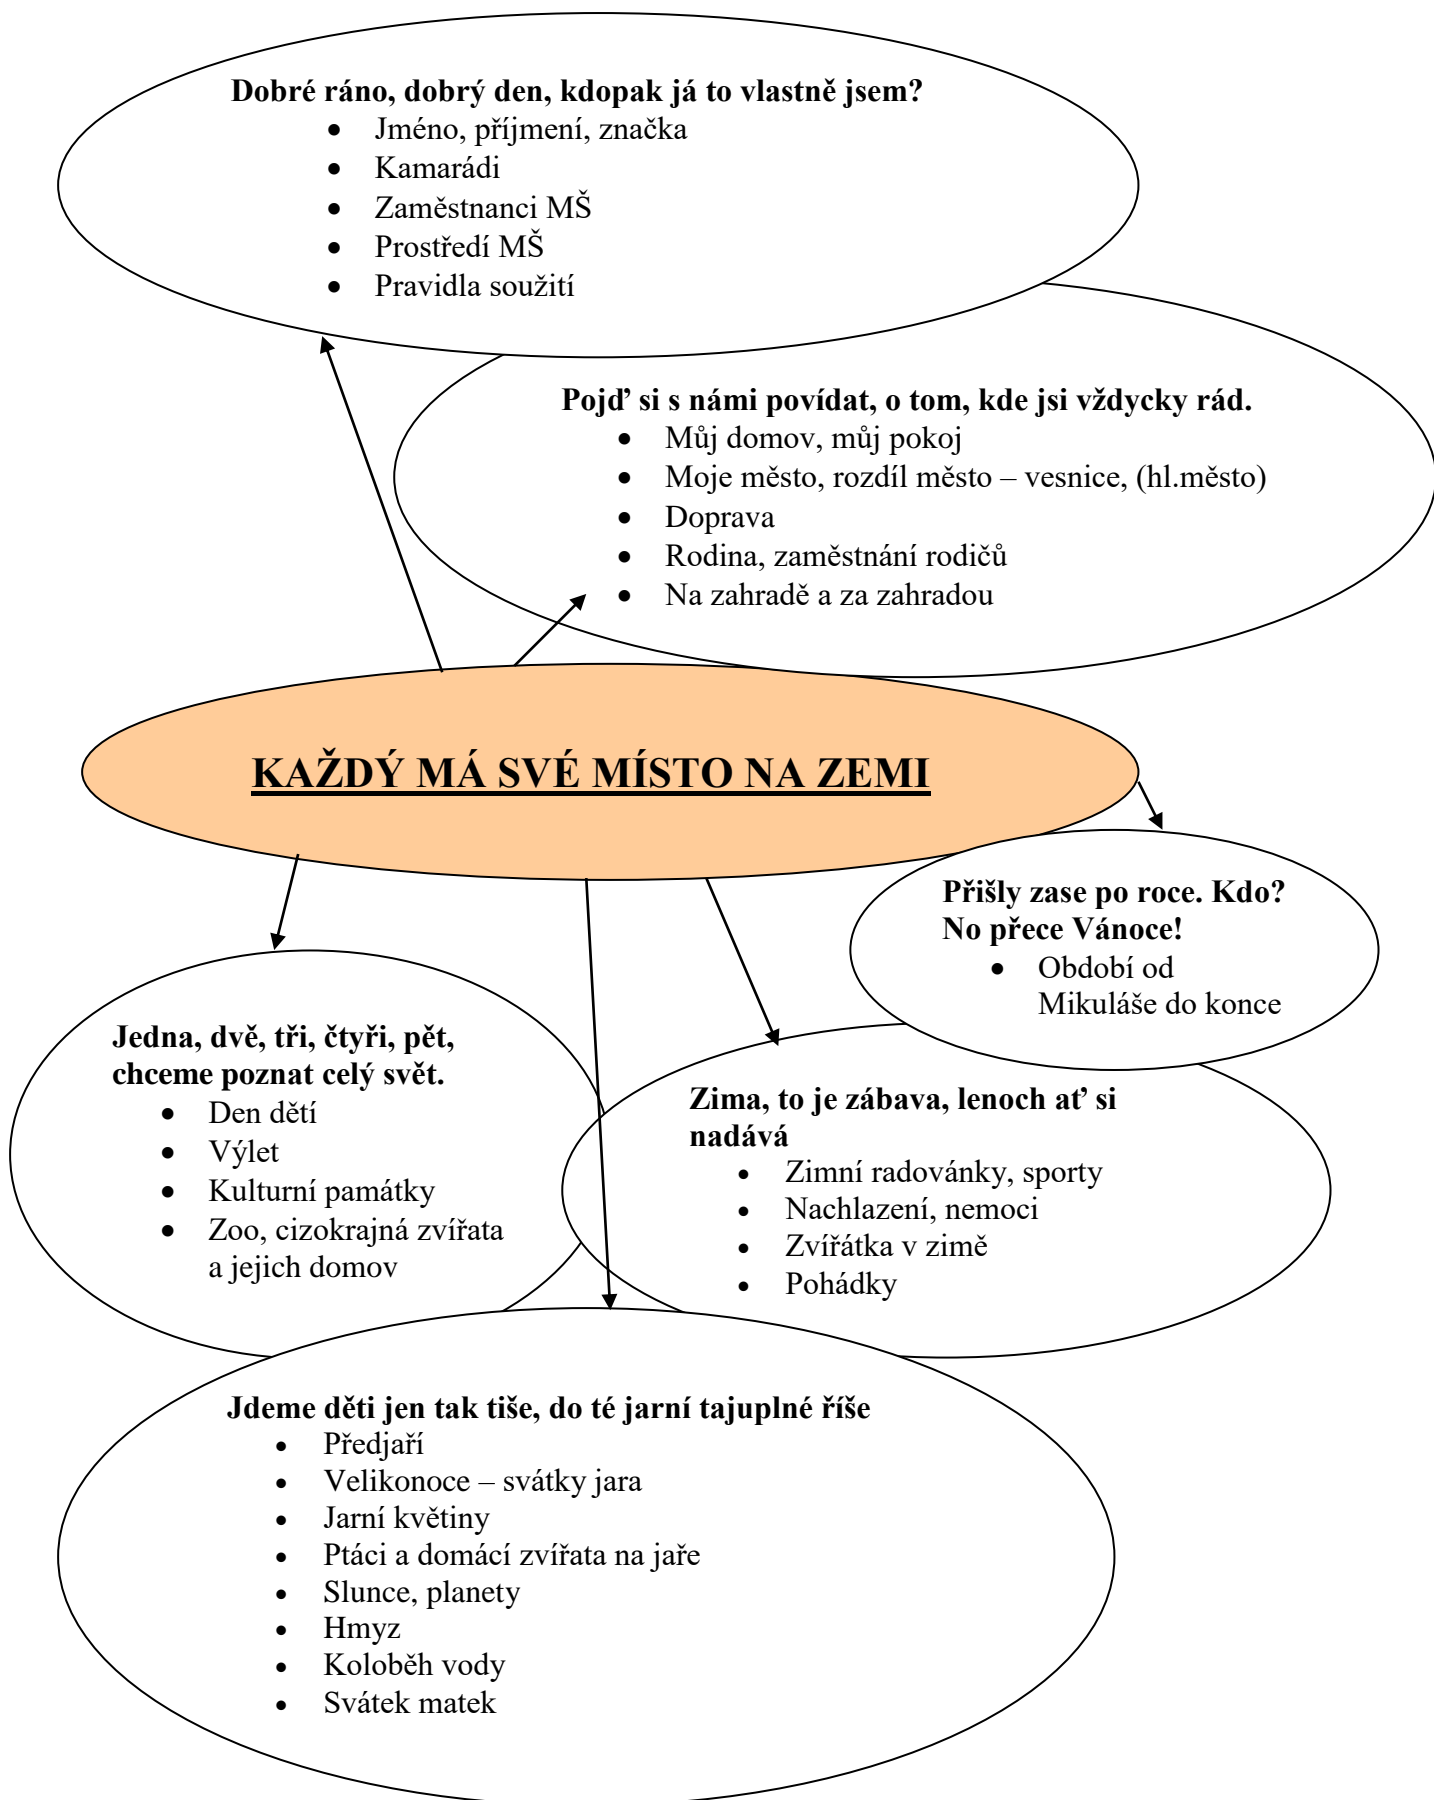 Dobré ráno, dobrý den, kdopak já to vlastně jsem?
• Jméno, příjmení, značka
• Kamarádi
• Zaměstnanci MŠ
• Prostředí MŠ
• Pravidla soužití
Pojď si s námi povídat, o tom, kde jsi vždycky rád.
• Můj domov, můj pokoj
• Moje město, rozdíl město – vesnice, (hl.město)
• Doprava
• Rodina, zaměstnání rodičů
• Na zahradě a za zahradou
KAŽDÝ MÁ SVÉ MÍSTO NA ZEMI
Přišly zase po roce. Kdo?
No přece Vánoce!
• Období od
Mikuláše do konce
Jedna, dvě, tři, čtyři, pět,
chceme poznat celý svět.
• Den dětí
• Výlet
• Kulturní památky
• Zoo, cizokrajná zvířata
a jejich domov
Zima, to je zábava, lenoch ať si
nadává
• Zimní radovánky, sporty
• Nachlazení, nemoci
• Zvířátka v zimě
• Pohádky
Jdeme děti jen tak tiše, do té jarní tajuplné říše
• Předjaří
• Velikonoce – svátky jara
• Jarní květiny
• Ptáci a domácí zvířata na jaře
• Slunce, planety
• Hmyz
• Koloběh vody
• Svátek matek